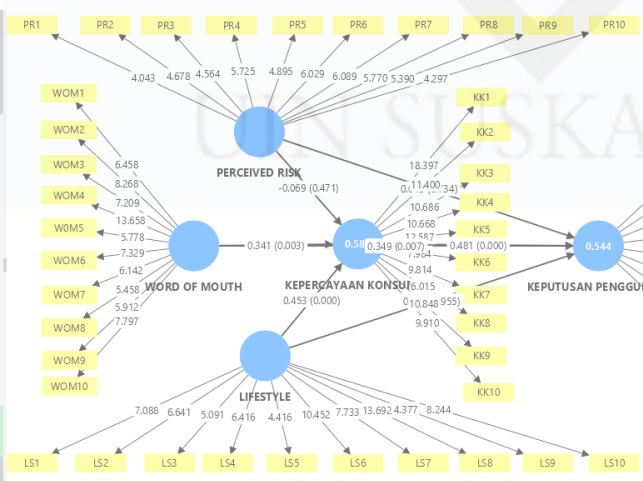 PR1 PR2 PR3 PR4 PR5 PR6 PR7 PR8 PR9 PR10
4.043 4.678 4.564 5.725 4.895 6.029 6.089 5.770 5.390 4.297
UIN SUSKA
WOM1
WOM2
WOM3
WOM4
W0M5
WOM6
WOM7
WOM8
WOM9
WOM10
6.458
8.268
7.209
13.658
5.778
7.329
6.142
5.458
5.912
7.797
PERCEIVED RISK
-0.069 (0.471)
WORD OF MOUTH
0.341 (0.003)
0.58
0.349 (0.007)
0.481 (0.000)
0.544
KEPERCAYAAN KONSU
KEPUTUSAN PENGGU
0.453 (0.000)
955)
18.397
11.400
10.686
10.668
9.814
6.015
10.848
9.910
KK1
KK2
KK3
KK4
KK5
KK6
KK7
KK8
KK9
KK10
LIFESTYLE
7.088 6.641 5.091 6.416 4.416 10.452 7.733 13.692 4.377 8.244
LS1 LS2 LS3 LS4 LS5 LS6 LS7 LS8 LS9 LS10